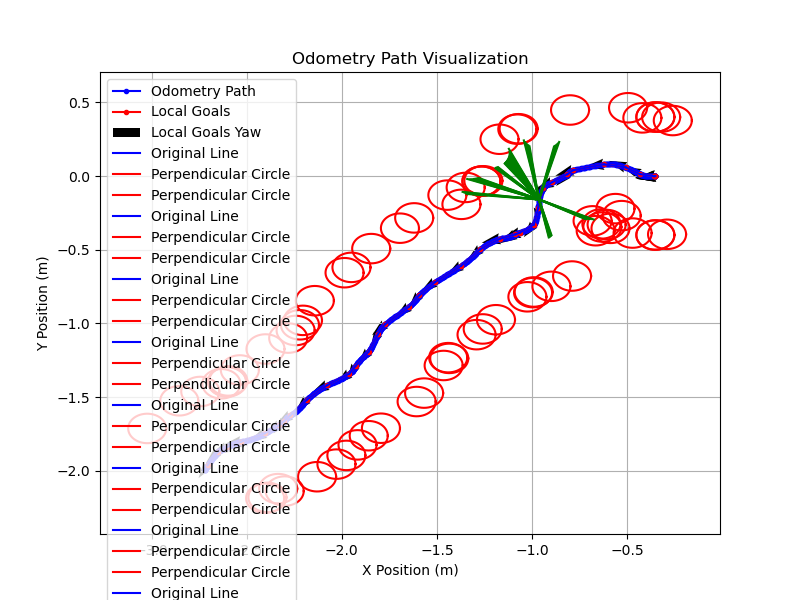 Odometry Path Visualization
Y Position (m)
0.5
0.0
−0.5
−1.0
−1.5
−2.0
Odometry Path
Local Goals
Local Goals Yaw
Original Line
Perpendicular Circle
Perpendicular Circle
Original Line
Perpendicular Circle
Perpendicular Circle
Original Line
Perpendicular Circle
Perpendicular Circle
Original Line
Perpendicular Circle
Perpendicular Circle
Original Line
Perpendicular Circle
Perpendicular Circle
Original Line
Perpendicular Circle
Perpendicular Circle
Original Line
Perpendicular Circle
Perpendicular Circle
Original Line
−2.0 −1.5 −1.0 −0.5
X Position (m)